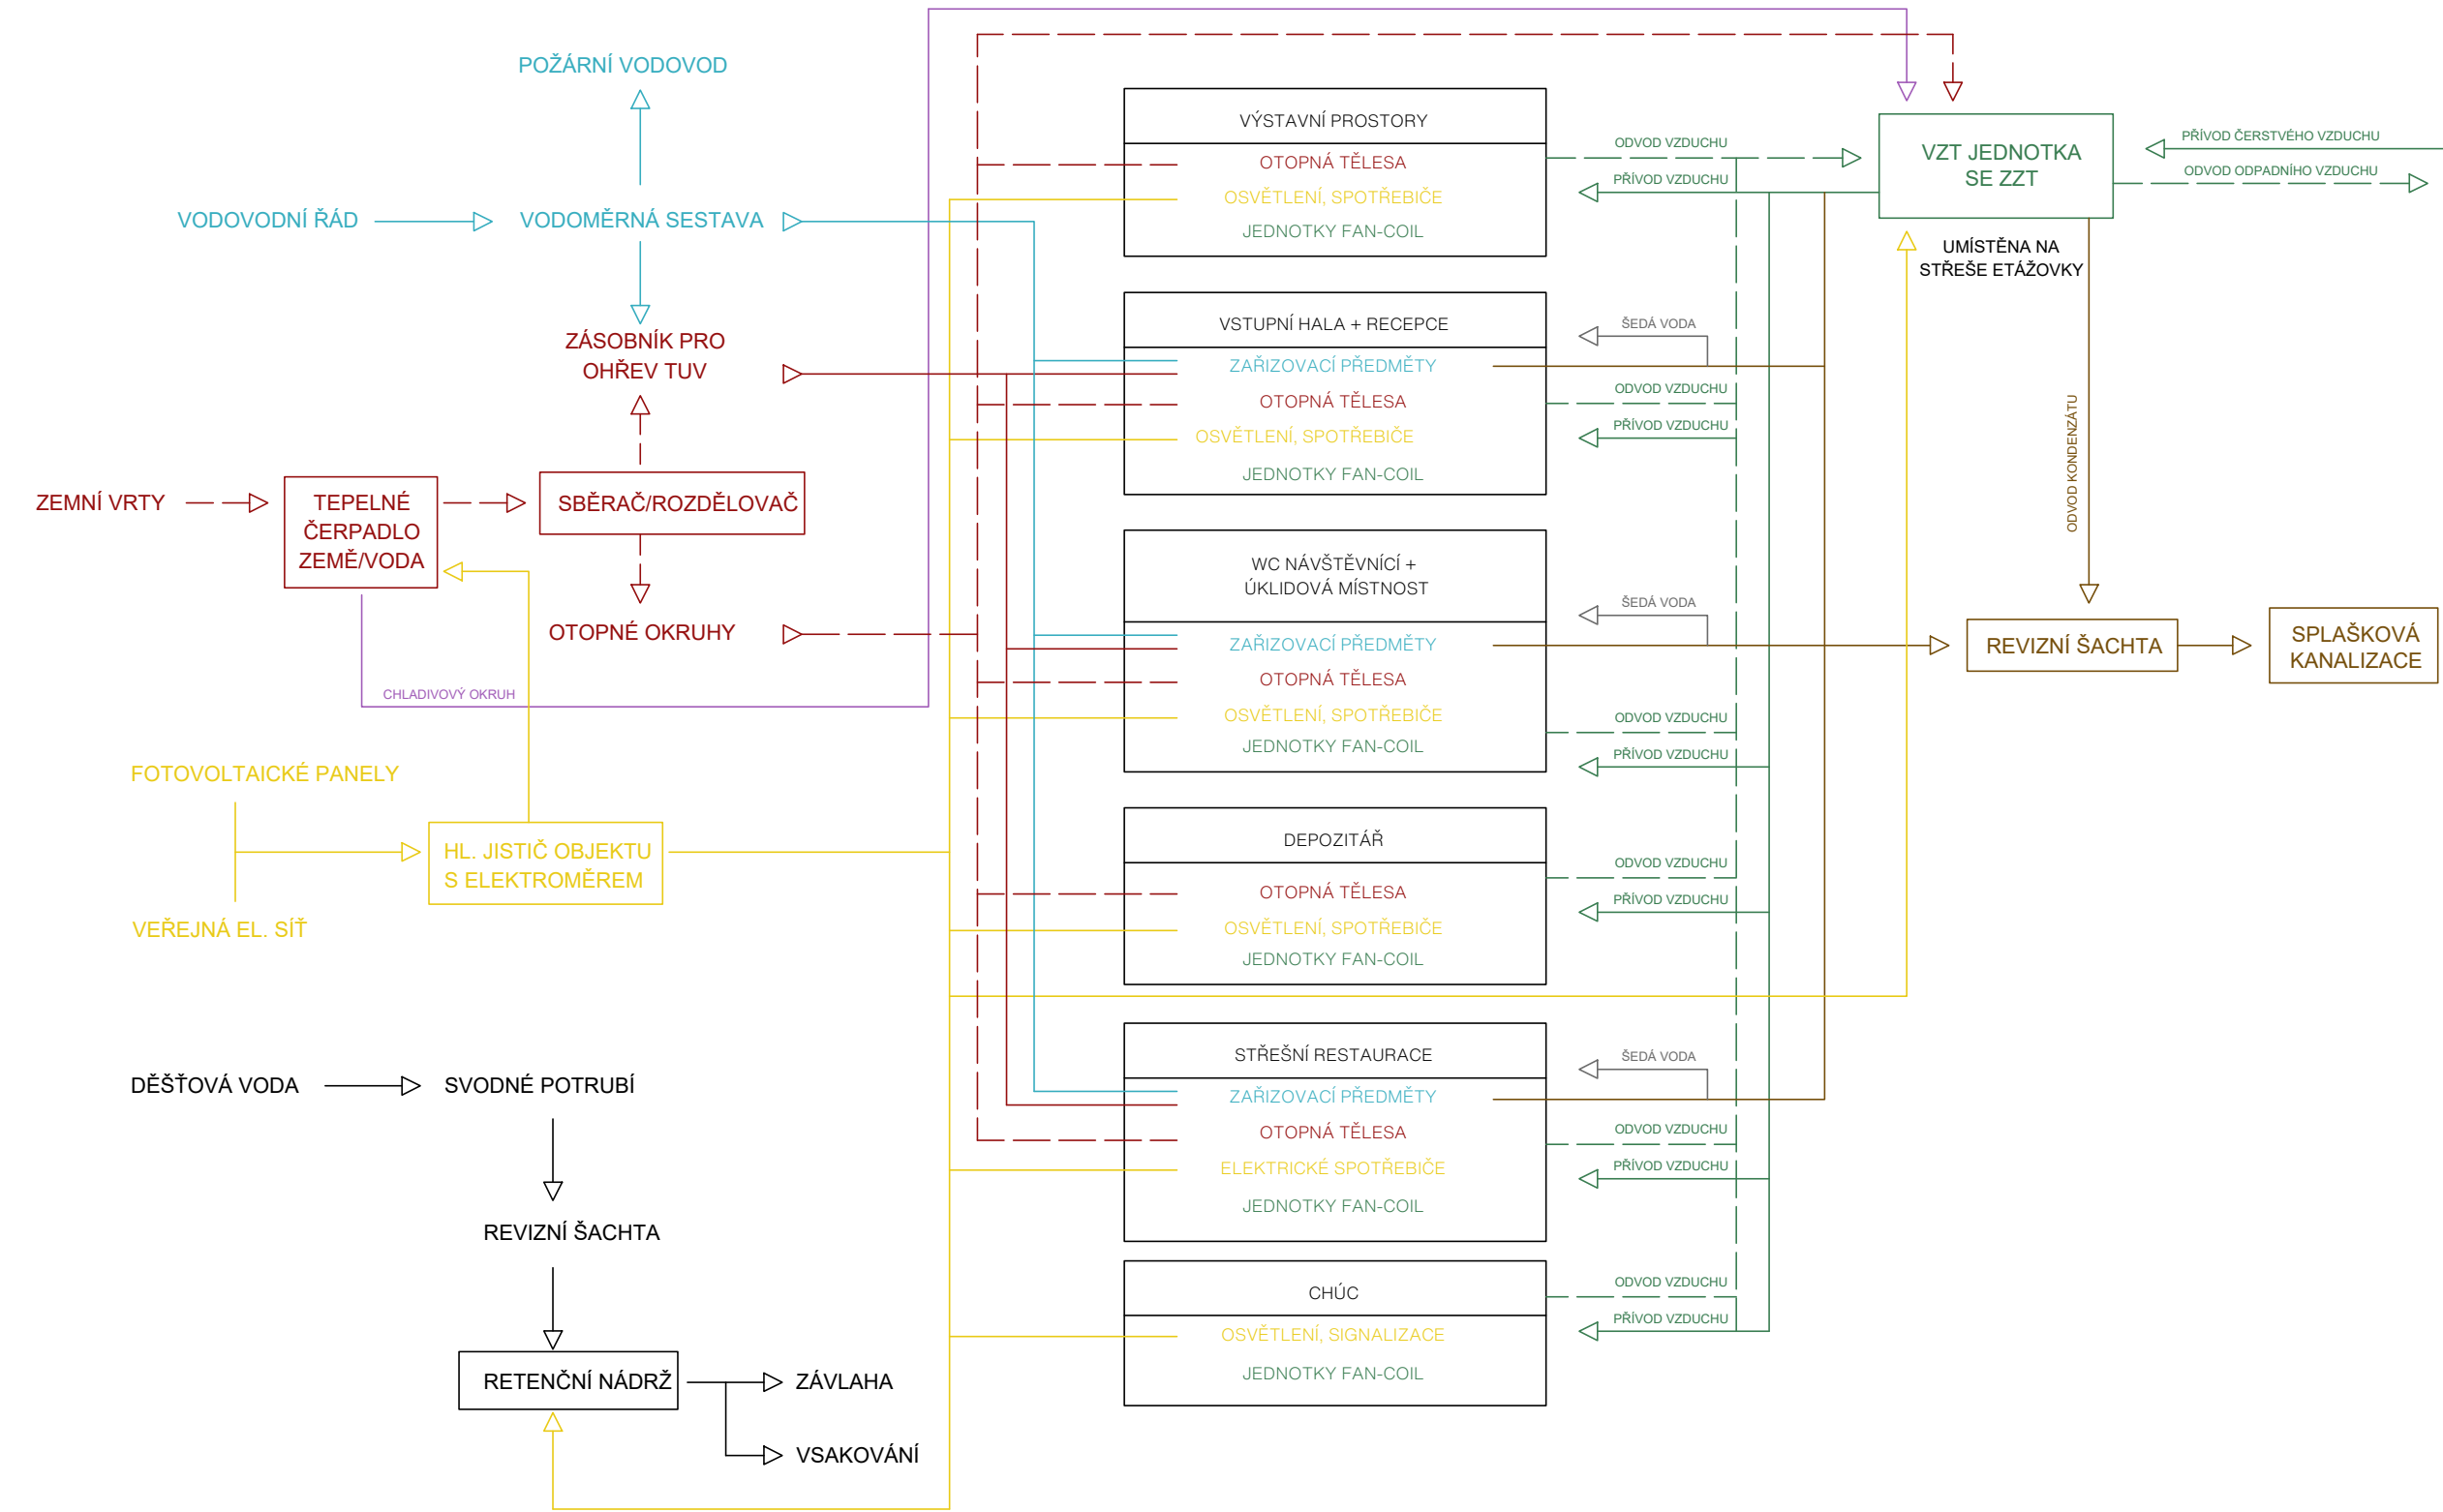 POŽÁRNÍ VODOVOD
VODOVODNÍ ŘÁD
VODOMĚRNÁ SESTAVA
ZÁSOBNÍK PRO
OHŘEV TUV
ZEMNÍ VRTY
TEPELNÉ
ČERPADLO
ZEMĚ/VODA
SBĚRAČ/ROZDĚLOVAČ
OTOPNÉ OKRUHY
CHLADIVOVÝ OKRUH
FOTOVOLTAICKÉ PANELY
HL. JISTIČ OBJEKTU
S ELEKTROMĚREM
VEŘEJNÁ EL. SÍŤ
DĚŠŤOVÁ VODA
SVODNÉ POTRUBÍ
REVIZNÍ ŠACHTA
RETENČNÍ NÁDRŽ
ZÁVLAHA
VSAKOVÁNÍ
VÝSTAVNÍ PROSTORY
OTOPNÁ TĚLESA
OSVĚTLENÍ, SPOTŘEBIČE
JEDNOTKY FAN-COIL
ODVOD VZDUCHU
PŘÍVOD VZDUCHU
VSTUPNÍ HALA + RECEPCE
ZAŘIZOVACÍ PŘEDMĚTY
OTOPNÁ TĚLESA
OSVĚTLENÍ, SPOTŘEBIČE
JEDNOTKY FAN-COIL
ŠEDÁ VODA
ODVOD VZDUCHU
PŘÍVOD VZDUCHU
WC NÁVŠTĚVNÍCÍ +
ÚKLIDOVÁ MÍSTNOST
ZAŘIZOVACÍ PŘEDMĚTY
OTOPNÁ TĚLESA
OSVĚTLENÍ, SPOTŘEBIČE
JEDNOTKY FAN-COIL
ŠEDÁ VODA
ODVOD VZDUCHU
PŘÍVOD VZDUCHU
DEPOZITÁŘ
OTOPNÁ TĚLESA
OSVĚTLENÍ, SPOTŘEBIČE
JEDNOTKY FAN-COIL
ODVOD VZDUCHU
PŘÍVOD VZDUCHU
STŘEŠNÍ RESTAURACE
ZAŘIZOVACÍ PŘEDMĚTY
OTOPNÁ TĚLESA
ELEKTRICKÉ SPOTŘEBIČE
JEDNOTKY FAN-COIL
ŠEDÁ VODA
ODVOD VZDUCHU
PŘÍVOD VZDUCHU
CHÚC
OSVĚTLENÍ, SIGNALIZACE
JEDNOTKY FAN-COIL
ODVOD VZDUCHU
PŘÍVOD VZDUCHU
VZT JEDNOTKA
SE ZZT
UMÍSTĚNA NA
STŘEŠE ETÁŽOVKY
PŘÍVOD ČERSTVÉHO VZDUCHU
ODVOD ODPADNÍHO VZDUCHU
ODVOD KONDENZÁTU
REVIZNÍ ŠACHTA
SPLAŠKOVÁ
KANALIZACE